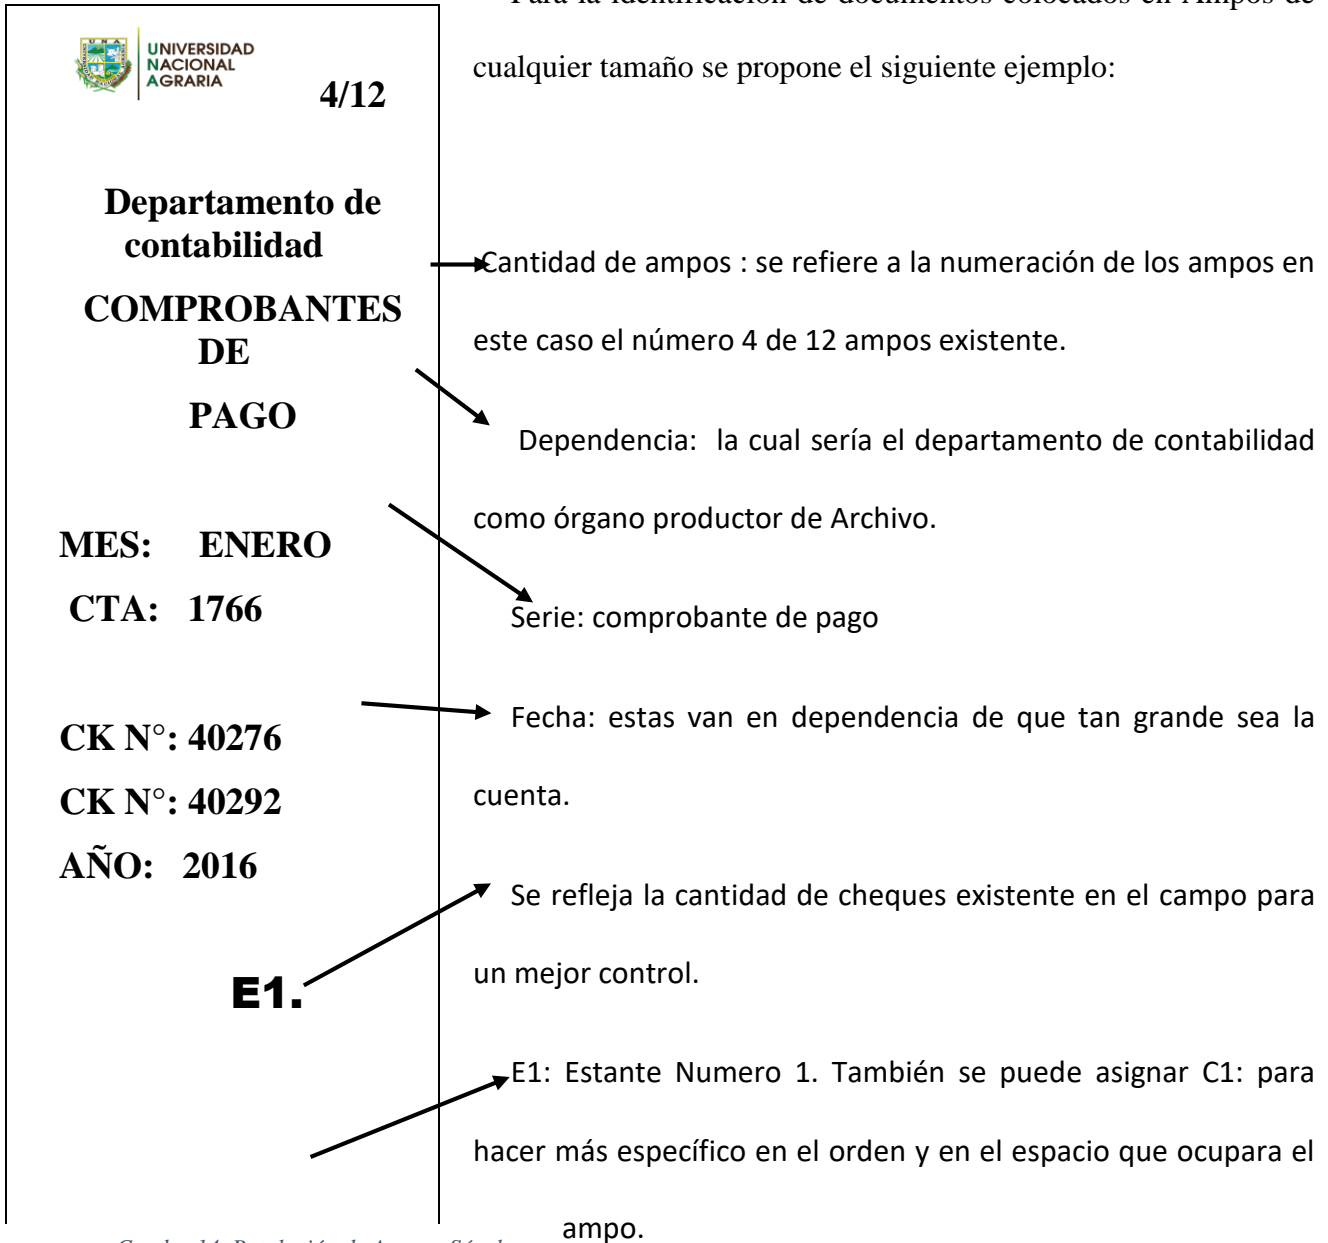 UNIVERSIDAD
NACIONAL
AGRARIA
4/12
Departamento de
contabilidad
COMPROBANTES
DE
PAGO
MES: ENERO
CTA: 1766
CK N°: 40276
CK N°: 40292
AÑO: 2016
E1.
Para la identificación de documentos colocados en Ampos de
cualquier tamaño se propone el siguiente ejemplo:
Cantidad de ampos : se refiere a la numeración de los ampos en
este caso el número 4 de 12 ampos existente.
Dependencia: la cual sería el departamento de contabilidad
como órgano productor de Archivo.
Serie: comprobante de pago
Fecha: estas van en dependencia de que tan grande sea la
cuenta.
Se refleja la cantidad de cheques existente en el campo para
un mejor control.
E1: Estante Numero 1. También se puede asignar C1: para
hacer más específico en el orden y en el espacio que ocupara el
ampo.